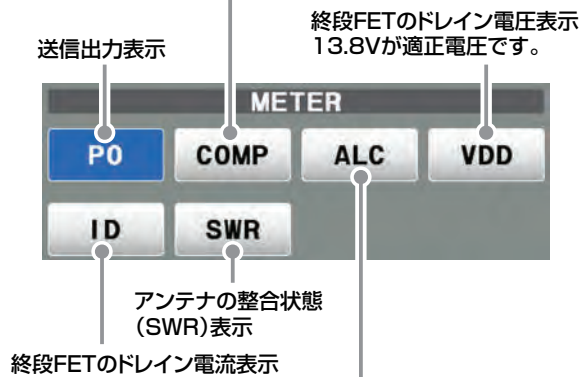 終段FETのドレイン電圧表示
13.8Vが適正電圧です。
送信出力表示
METER
PO COMP ALC VDD
ID SWR
アンテナの整合状態
（SWR）表示
終段FETのドレイン電流表示